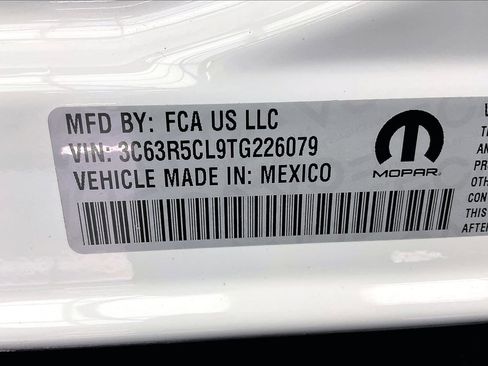 MFD BY: FCA US LLC
VIN: 3C63R5CL9TG226079
VEHICLE MADE IN: MEXICO
MOPAR